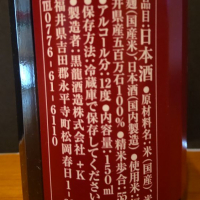 品目:日本酒
●原材料名:米(国産)、米
麹(国産米)日本酒(国内製造)●使用米:
井県産五百万石100%●精米歩合:
●アルコール分:12度●内容量:150ml
●保存方法:冷蔵庫で保存してください
●製造者:黒龍酒造株式会社+K
福井県吉田郡永平寺町松岡春日1-
0776-61-6110